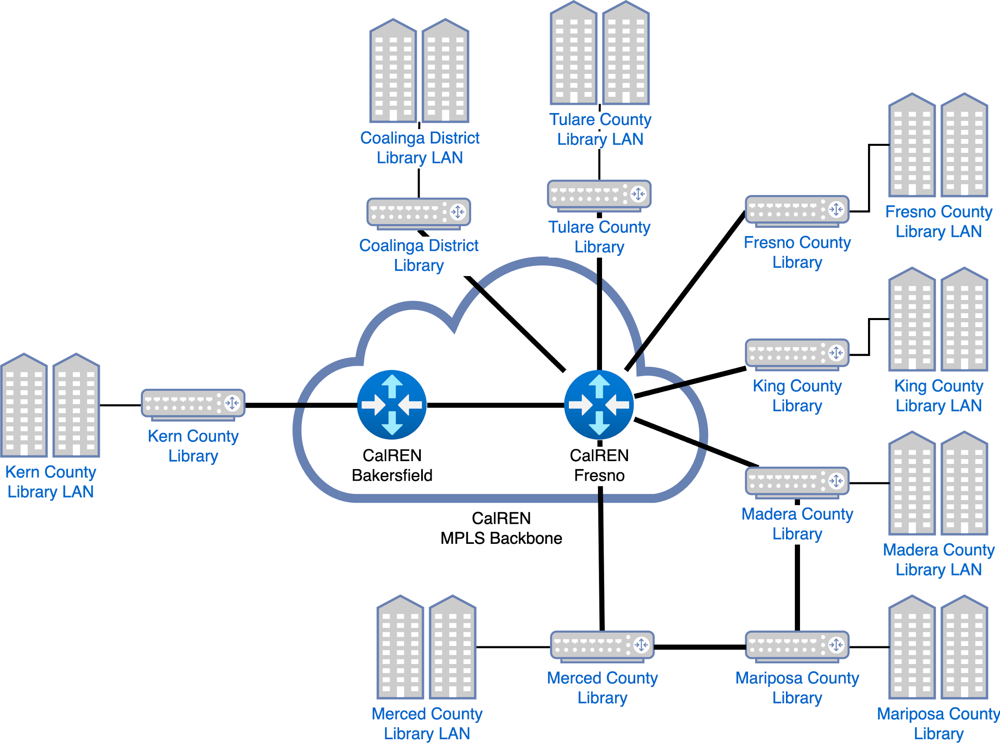 Coalinga District
Library LAN
Tulare County
Library LAN
Coalinga District
Library
Tulare County
Library
Fresno County
Library
Fresno County
Library LAN
King County
Library
King County
Library LAN
Kern County
Library LAN
Kern County
Library
CalREN
Bakersfield
CalREN
Fresno
CalREN
MPLS Backbone
Madera County
Library
Madera County
Library LAN
Merced County
Library LAN
Merced County
Library
Mariposa County
Library
Mariposa County
Library